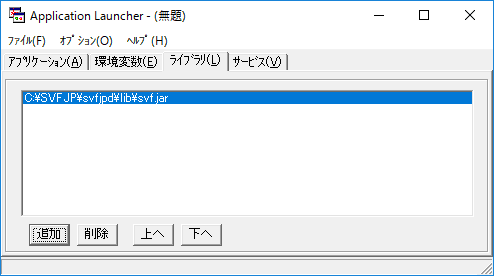 Application Launcher - (無題)
ﾌｧｲﾙ(F) ｵﾌﾟｼｮﾝ(O) ﾍﾙﾌﾟ(H)
ｱﾌﾟﾘｹｰｼｮﾝ(A) 環境変数(E) ﾗｲﾌﾞﾗﾘ(L) ｻｰﾋﾞｽ(V)
C:¥SVFJP¥svfjpd¥lib¥svf.jar
追加 削除 上へ 下へ